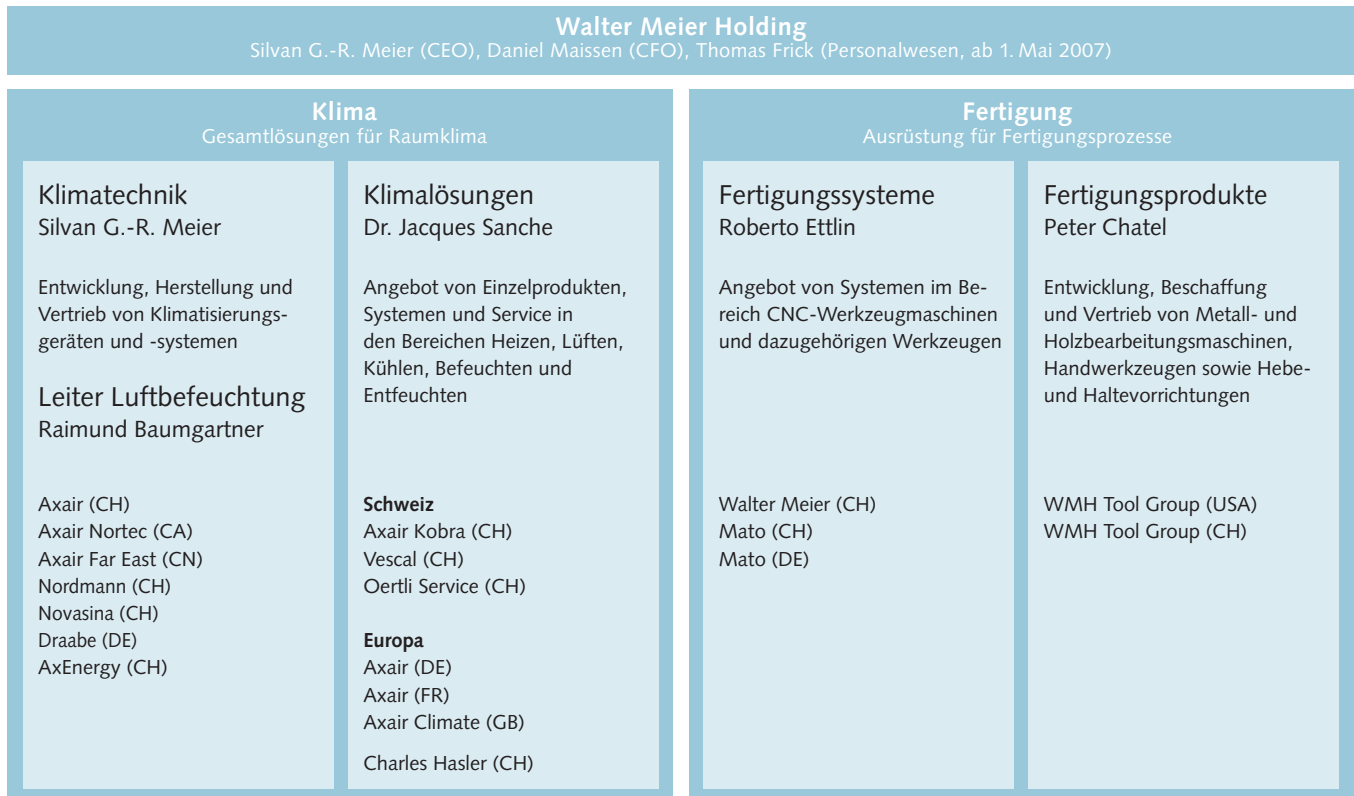 Walter Meier Holding
Silvan G.-R. Meier (CEO), Daniel Maissen (CFO), Thomas Frick (Personalwesen, ab 1. Mai 2007)
Klima
Gesamtlösungen für Raumklima
Klimatechnik
Silvan G.-R. Meier
Entwicklung, Herstellung und
Vertrieb von Klimatisierungs-
geräten und -systemen
Leiter Luftbefeuchtung
Raimund Baumgartner
Axair (CH)
Axair Nortec (CA)
Axair Far East (CN)
Nordmann (CH)
Novasina (CH)
Draabe (DE)
AxEnergy (CH)
Klimalösungen
Dr. Jacques Sanche
Angebot von Einzelprodukten,
Systemen und Service in
den Bereichen Heizen, Lüften,
Kühlen, Befeuchten und
Entfeuchten
Schweiz
Axair Kobra (CH)
Vescal (CH)
Oertli Service (CH)
Europa
Axair (DE)
Axair (FR)
Axair Climate (GB)
Charles Hasler (CH)
Fertigung
Ausrüstung für Fertigungsprozesse
Fertigungssysteme
Roberto Ettlin
Angebot von Systemen im Be-
reich CNC-Werkzeugmaschinen
und dazugehörigen Werkzeugen
Walter Meier (CH)
Mato (CH)
Mato (DE)
Fertigungsprodukte
Peter Chatel
Entwicklung, Beschaffung
und Vertrieb von Metall- und
Holzbearbeitungsmaschinen,
Handwerkzeugen sowie Hebe-
und Haltevorrichtungen
WMH Tool Group (USA)
WMH Tool Group (CH)